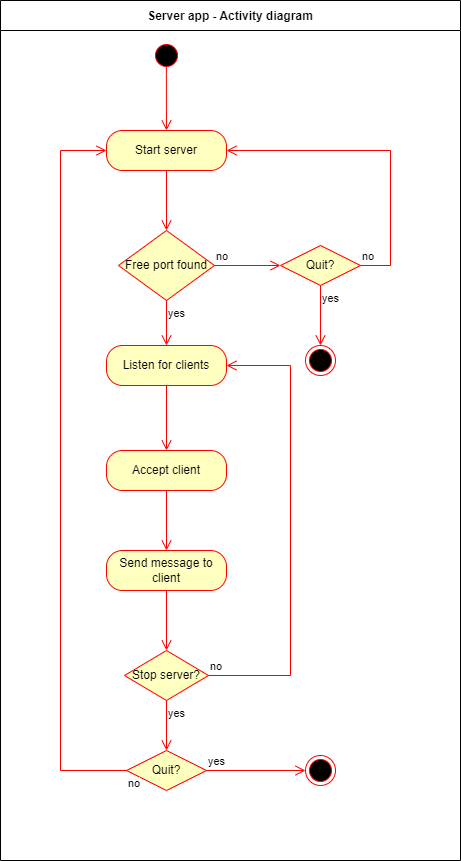 Server app - Activity diagram
Start server
Free port found
no
Quit?
no
yes
yes
Listen for clients
Accept client
Send message to
client
Stop server?
no
yes
Quit?
yes
no